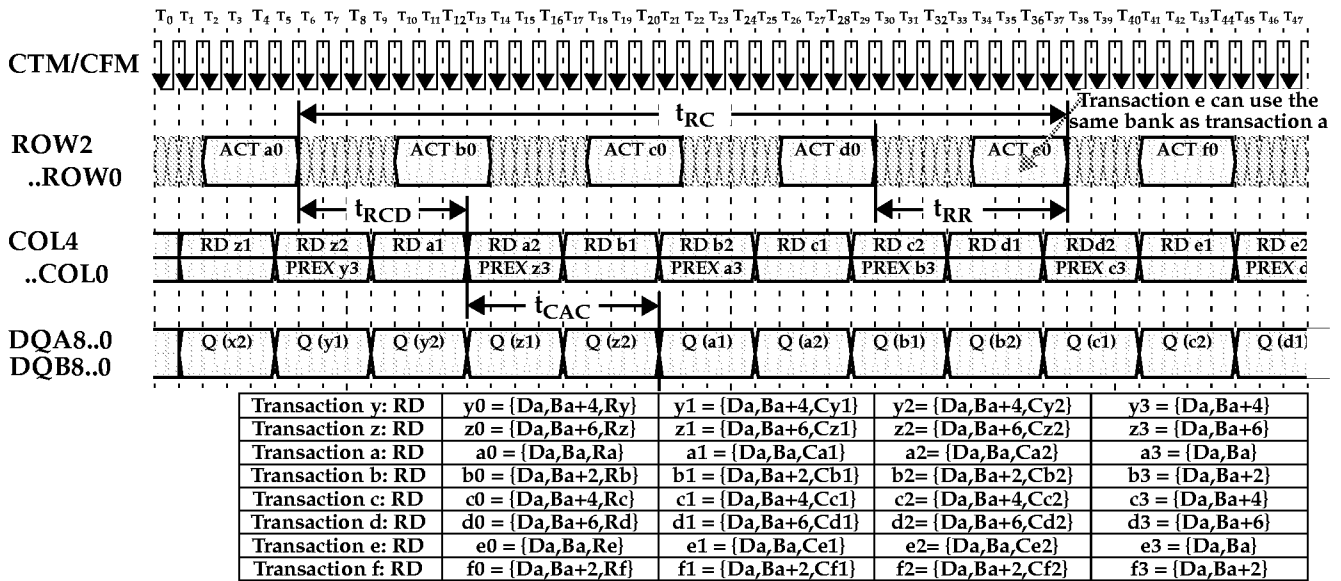 T0 T1 T2 T3 T4 T5 T6 T7 T8 T9 T10 T11 T12 T13 T14 T15 T16 T17 T18 T19 T20 T21 T22 T23 T24 T25 T26 T27 T28 T29 T30 T31 T32 T33 T34 T35 T36 T37 T38 T39 T40 T41 T42 T43 T44 T45 T46 T47
CTM/CFM
Transaction e can use the
tRC
same bank as transaction a
ROW2
..ROW0
ACT a0 ACT b0 ACT c0 ACT d0 ACT e0 ACT f0
tRCD tRR
COL4
..COL0
RD z1 RD z2 RD a1 RD a2 RD b1 RD b2 RD c1 RD c2 RD d1 RDd2 RD e1 RD e2
PREX y3 PREX z3 PREX a3 PREX b3 PREX c3 PREX d
tCAC
DQA8..0
DQB8..0
Q (x2) Q (y1) Q (y2) Q (z1) Q (z2) Q (a1) Q (a2) Q (b1) Q (b2) Q (c1) Q (c2) Q (d1)
Transaction y: RD y0 = {Da,Ba+4,Ry} y1 = {Da,Ba+4,Cy1} y2= {Da,Ba+4,Cy2} y3 = {Da,Ba+4}
Transaction z: RD z0 = {Da,Ba+6,Rz} z1 = {Da,Ba+6,Cz1} z2= {Da,Ba+6,Cz2} z3 = {Da,Ba+6}
Transaction a: RD a0 = {Da,Ba,Ra} a1 = {Da,Ba,Ca1} a2= {Da,Ba,Ca2} a3 = {Da,Ba}
Transaction b: RD b0 = {Da,Ba+2,Rb} b1 = {Da,Ba+2,Cb1} b2= {Da,Ba+2,Cb2} b3 = {Da,Ba+2}
Transaction c: RD c0 = {Da,Ba+4,Rc} c1 = {Da,Ba+4,Cc1} c2= {Da,Ba+4,Cc2} c3 = {Da,Ba+4}
Transaction d: RD d0 = {Da,Ba+6,Rd} d1 = {Da,Ba+6,Cd1} d2= {Da,Ba+6,Cd2} d3 = {Da,Ba+6}
Transaction e: RD e0 = {Da,Ba,Re} e1 = {Da,Ba,Ce1} e2= {Da,Ba,Ce2} e3 = {Da,Ba}
Transaction f: RD f0 = {Da,Ba+2,Rf} f1 = {Da,Ba+2,Cf1} f2= {Da,Ba+2,Cf2} f3 = {Da,Ba+2}